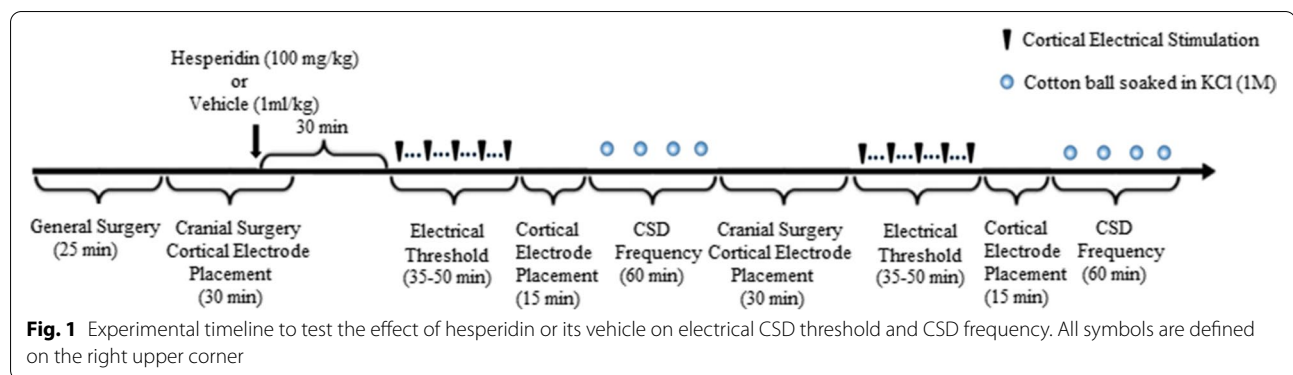 Hesperidin (100 mg/kg)
or
Vehicle (1ml/kg)
30 min
Cortical Electrical Stimulation
Cotton ball soaked in KCl (1M)
General Surgery
(25 min)
Cranial Surgery
Cortical Electrode
Placement
(30 min)
Electrical
Threshold
(35-50 min)
Cortical
Electrode
Placement
(15 min)
CSD
Frequency
(60 min)
Cranial Surgery
Cortical Electrode
Placement
(30 min)
Electrical
Threshold
(35-50 min)
Cortical
Electrode
Placement
(15 min)
CSD
Frequency
(60 min)
Fig. 1 Experimental timeline to test the effect of hesperidin or its vehicle on electrical CSD threshold and CSD frequency. All symbols are defined
on the right upper corner